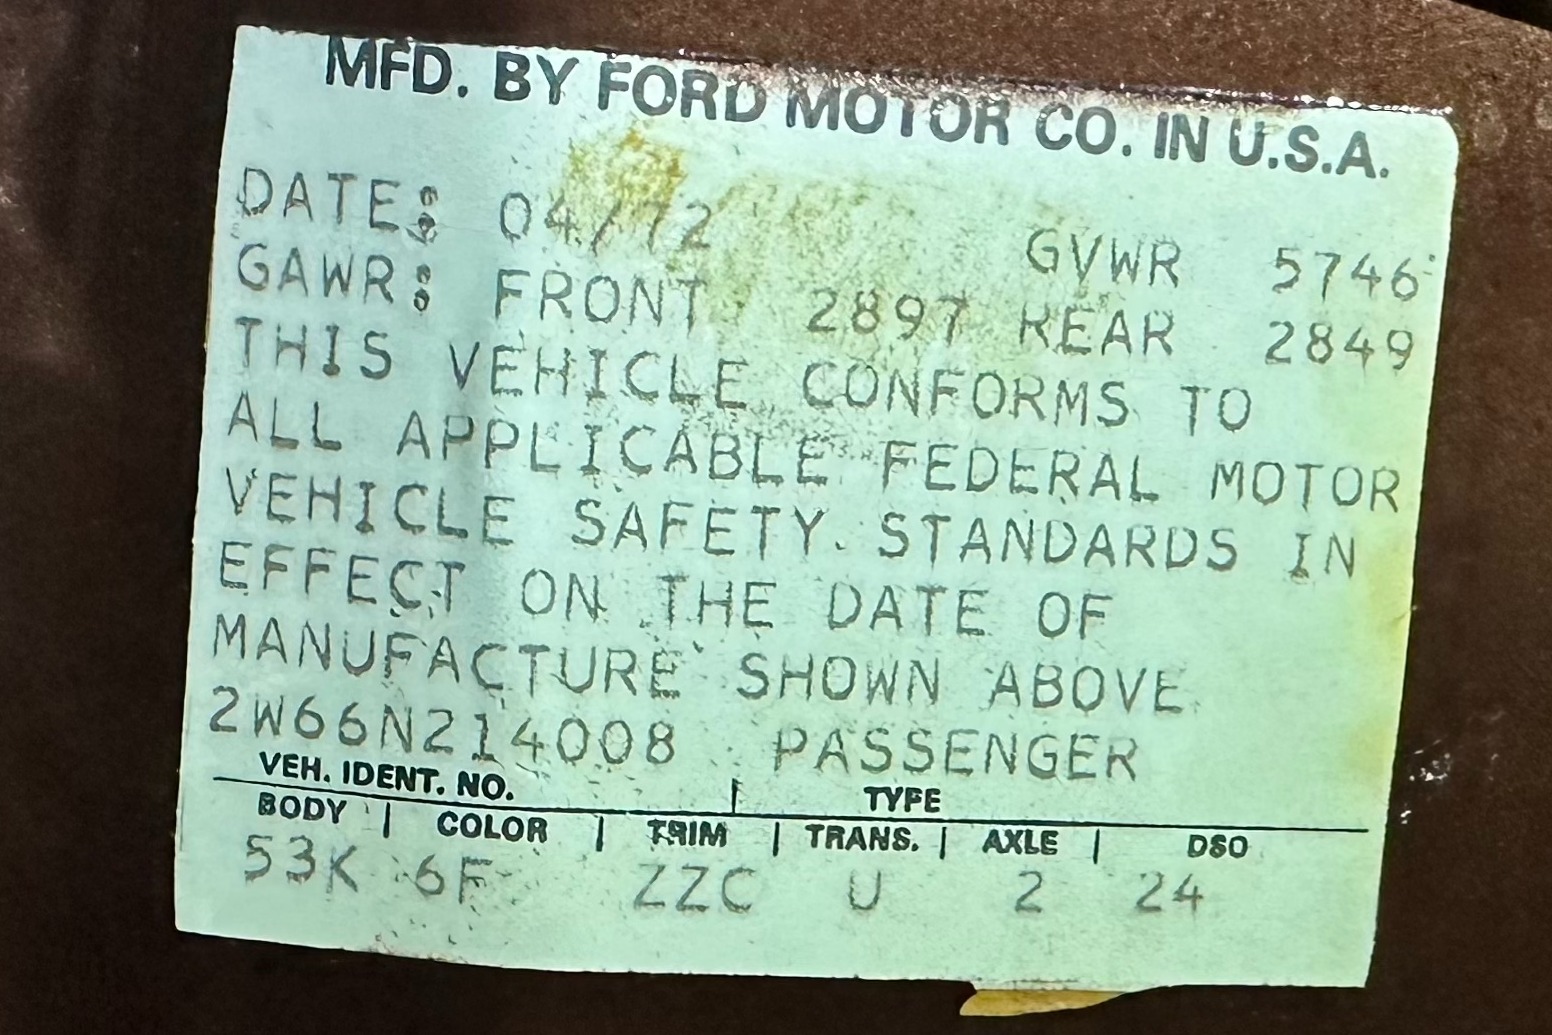 MFD. BY FORD MOTOR CO. IN U.S.A.
DATE: 04/72 GVWR 5746
GAWR: FRONT 2897 REAR 2849
THIS VEHICLE CONFORMS TO
ALL APPLICABLE FEDERAL MOTOR
VEHICLE SAFETY STANDARDS IN
EFFECT ON THE DATE OF
MANUFACTURE SHOWN ABOVE
2W66N214008 PASSENGER
VEH. IDENT. NO. TYPE
BODY COLOR TRIM TRANS. AXLE DSO
53K 6F ZZC U 2 24